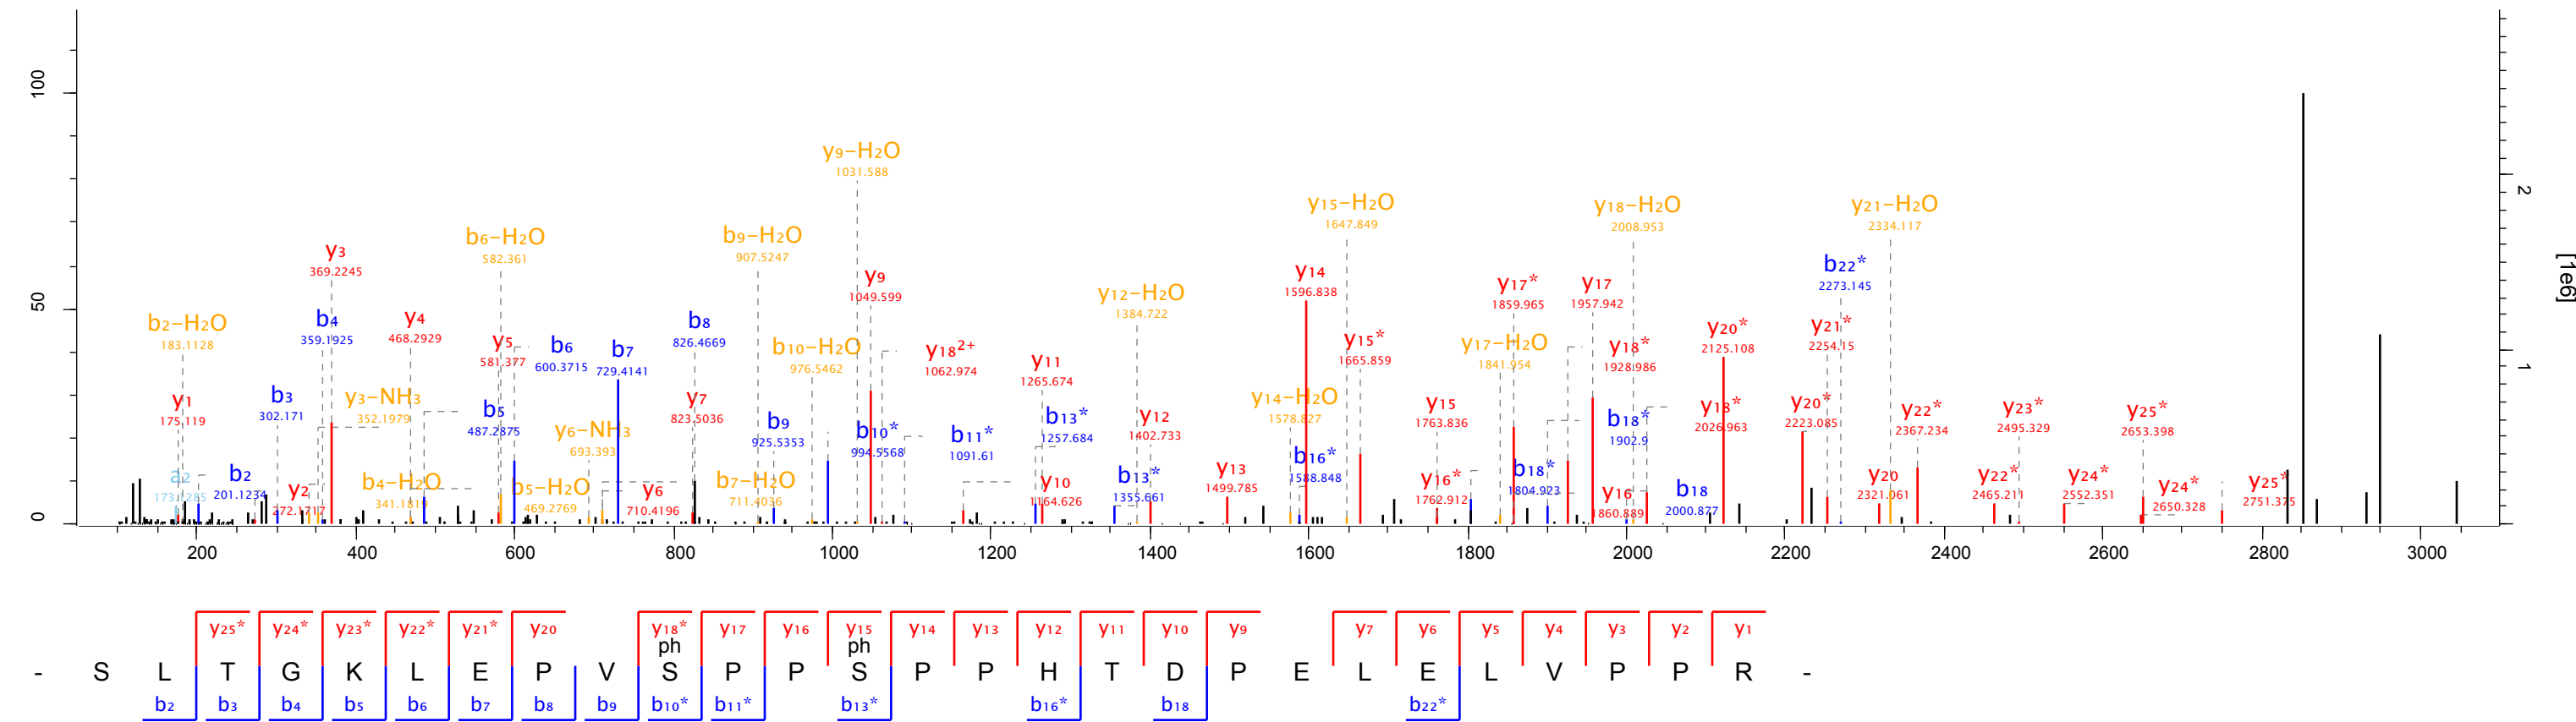 100
50
0
2
1
[1e6]
b2–H2O
183.1128
y1
175.119
a2
b2
201.1234
b3
302.171
y2
272.1717
b4
359.1925
y3
369.2245
y3–NH3
352.1979
b4–H2O
y4
468.2929
b5
487.2875
y5
581.377
b6–H2O
582.361
b6
600.3715
b5–H2O
469.2769
y6–NH3
693.393
b7
729.4141
y6
710.4196
b7–H2O
711.4036
b8
826.4669
y7
823.5036
b9–H2O
907.5247
b9
925.5353
b10–H2O
976.5462
b10*
994.5568
y9–H2O
1031.588
y9
1049.599
y18 2+
1062.974
b11*
1091.61
y10
1164.626
y11
1265.674
b13*
1257.684
b13*
1355.661
y12–H2O
1384.722
y12
1402.733
y13
1499.785
y14–H2O
1578.827
b16*
1588.848
y14
1596.838
y15–H2O
1647.849
y15*
1665.859
y15
1763.836
y16*
1762.912
b18*
1804.923
y17–H2O
1841.954
y17*
1859.965
y16
1860.889
b18*
1902.9
y17
1957.942
y18*
1928.986
y18–H2O
2008.953
b18
2000.877
y18*
2026.963
y20*
2125.108
y20*
2223.085
y21*
2254.15
b22*
2273.145
y20
2321.061
y21–H2O
2334.117
y22*
2367.234
y22*
2465.211
y23*
2495.329
y24*
2552.351
y25*
2653.398
y24*
2650.328
y25*
2751.375
200 400 600 800 1000 1200 1400 1600 1800 2000 2200 2400 2600 2800 3000
y25* y24* y23* y22* y21* y20 y18* y17 y16 y15 y14 y13 y12 y11 y10 y9 y7 y6 y5 y4 y3 y2 y1
ph ph
- S L T G K L E P V S P P S P P H T D P E L E L V P P R -
b2 b3 b4 b5 b6 b7 b8 b9 b10* b11* b13* b16* b18 b22*